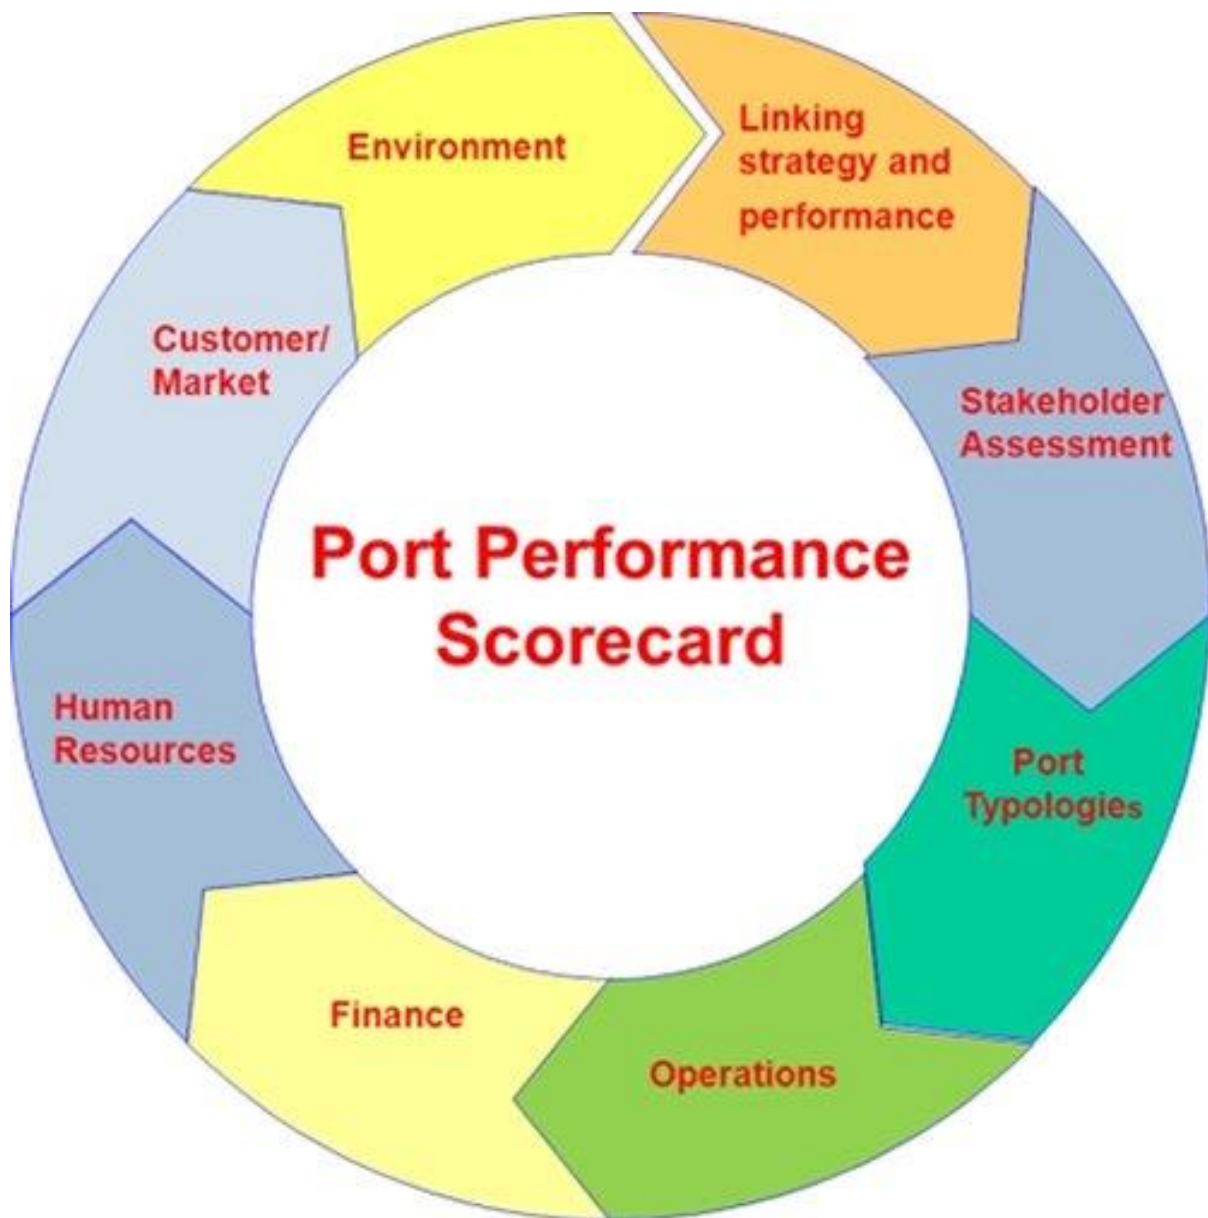 Environment
Linking
strategy and
performance
Customer/
Market
Stakeholder
Assessment
Port Performance
Scorecard
Human
Resources
Port
Typologies
Finance
Operations